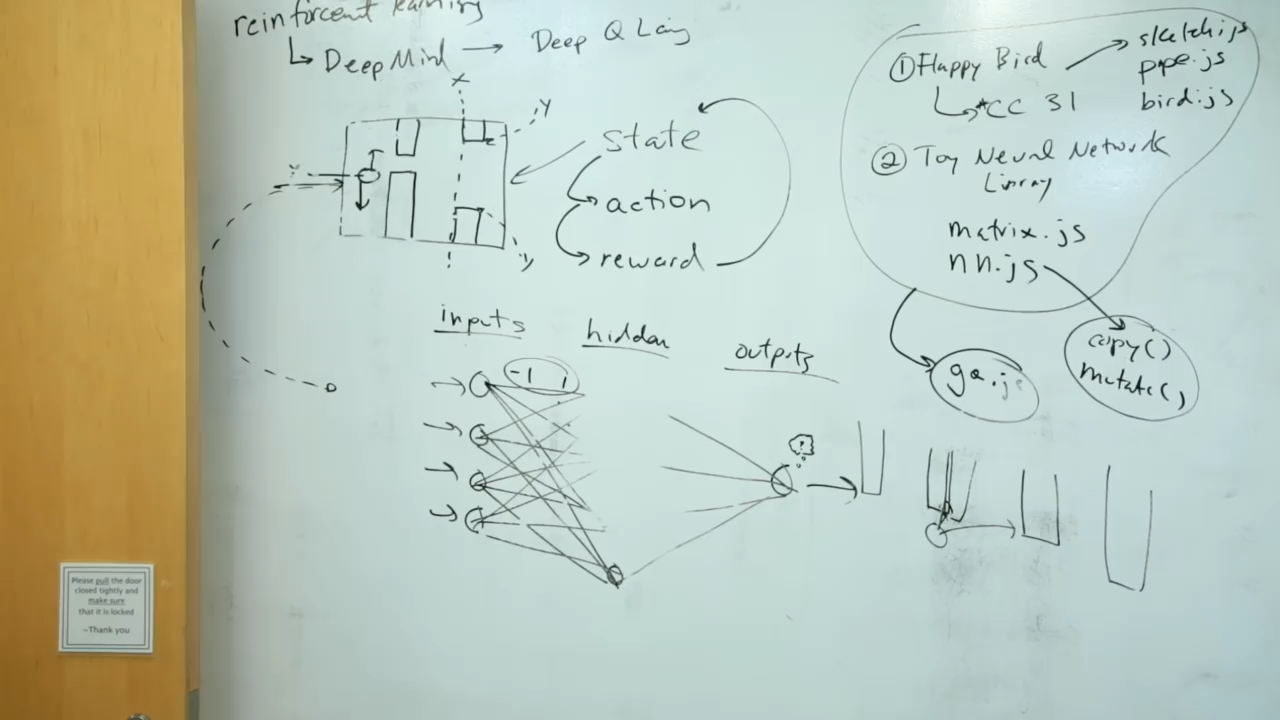 reinforcent learning
DeepMind → Deep Q
x
y
y
y
state
action
reward
① Flappy Bird → sketch.js
pipe.js
bird.js
*CC 31
② Toy Neural Network
Library
matrix.js
nn.js
copy()
mutate()
ga.js
inputs
hidden
outputs
-1 1
Please pull the door
closed tightly and
make sure
that it is locked
–Thank you